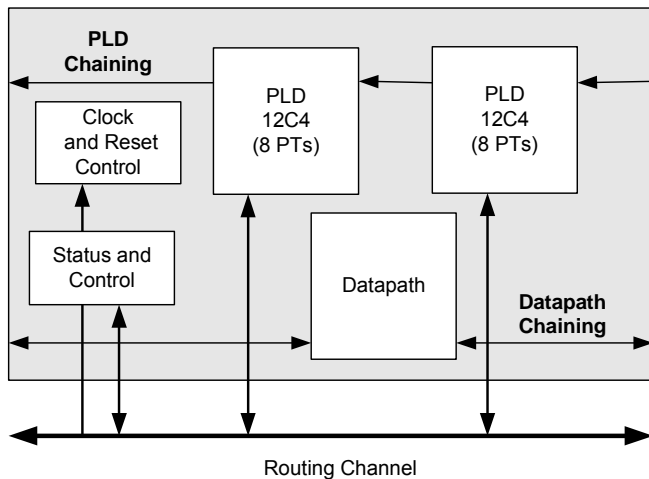 PLD
Chaining
PLD
12C4
(8 PTs)
PLD
12C4
(8 PTs)
Clock
and Reset
Control
Status and
Control
Datapath
Datapath
Chaining
Routing Channel